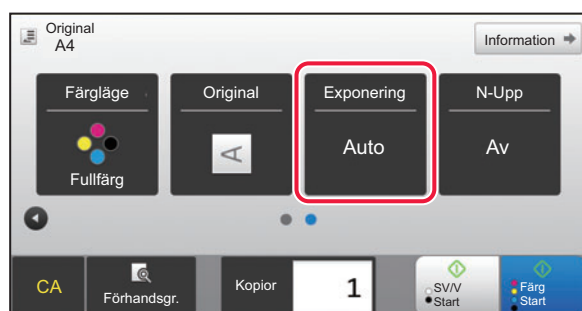 Original
A4
Information
Färgläge
Original
Exponering
N-Upp
A
Fullfärg
Auto
Av
CA
Förhandsgr.
Kopior
1
SV/V
Start
Färg
Start